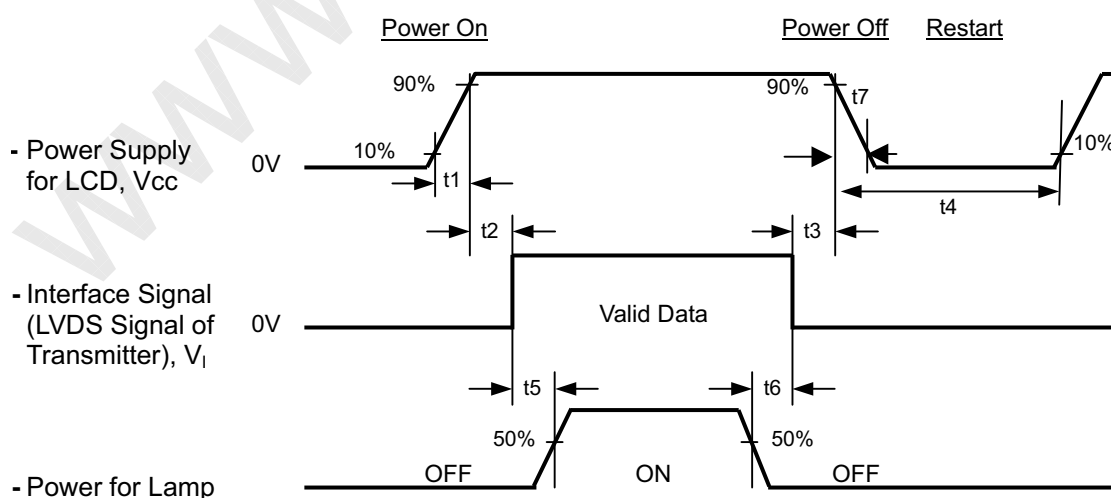 Power On
Power Off Restart
90%
90%
t7
- Power Supply
for LCD, Vcc
0V
10%
10%
t1
t4
t2
t3
- Interface Signal
(LVDS Signal of
Transmitter), VI
0V
Valid Data
t5
t6
50%
50%
- Power for Lamp
OFF
ON
OFF